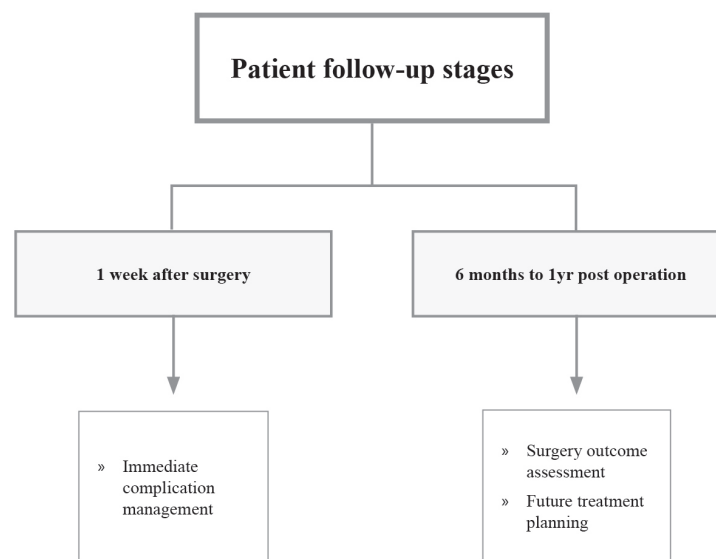 Patient follow-up stages
1 week after surgery
6 months to 1yr post operation
» Immediate
complication
management
» Surgery outcome
assessment
» Future treatment
planning